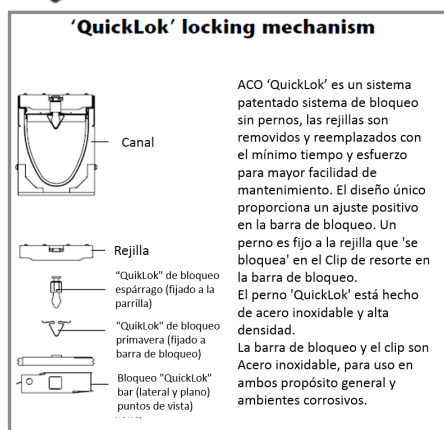 ‘QuickLok’ locking mechanism
Canal
Rejilla
“QuikLok" de bloqueo
espárrago (fijado a la
parrilla)
"QuikLok" de bloqueo
primavera (fijado a
barra de bloqueo)
Bloqueo "QuickLok"
bar (lateral y plano)
puntos de vista)
ACO ‘QuickLok’ es un sistema
patentado sistema de bloqueo
sin pernos, las rejillas son
removidos y reemplazados con
el mínimo tiempo y esfuerzo
para mayor facilidad de
mantenimiento. El diseño único
proporciona un ajuste positivo
en la barra de bloqueo. Un
perno es fijo a la rejilla que 'se
bloquea' en el Clip de resorte en
la barra de bloqueo.
El perno 'QuickLok' está hecho
de acero inoxidable y alta
densidad.
La barra de bloqueo y el clip son
Acero inoxidable, para uso en
ambos propósito general y
ambientes corrosivos.